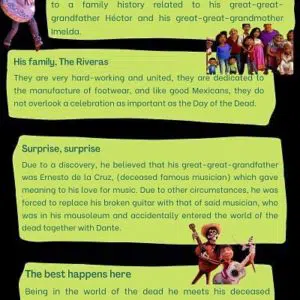 to a family history related to his great-great-
grandfather Héctor and his great-great-grandmother
Imelda.
His family, The Riveras
They are very hard-working and united, they are dedicated to
the manufacture of footwear, and like good Mexicans, they do
not overlook a celebration as important as the Day of the Dead.
Surprise, surprise
Due to a discovery, he believed that his great-great-grandfather
was Ernesto de la Cruz, (deceased famous musician) which gave
meaning to his love for music. Due to other circumstances, he was
forced to replace his broken guitar with that of said musician, who
was in his mausoleum and accidentally entered the world of the
dead together with Dante.
The best happens here
Being in the world of the dead he meets his deceased